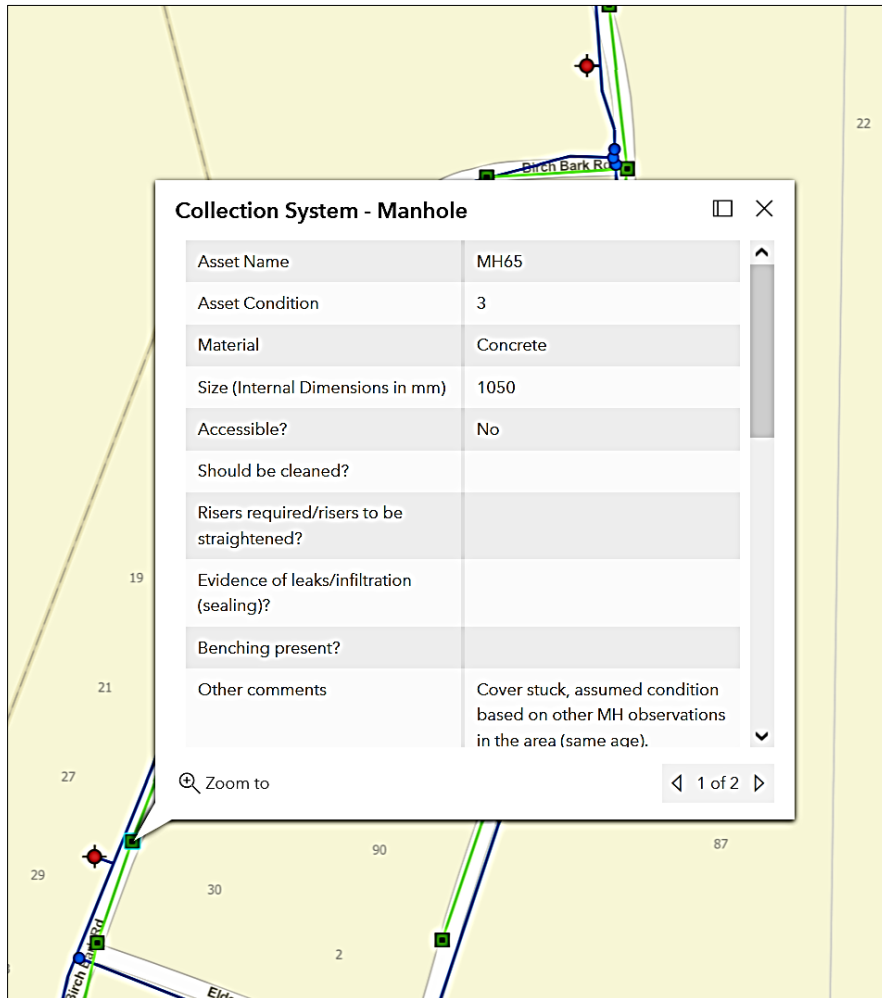 22
Birch Bark Rd
Collection System - Manhole
Asset Name MH65
Asset Condition 3
Material Concrete
Size (Internal Dimensions in mm) 1050
Accessible? No
Should be cleaned?
Risers required/risers to be
straightened?
Evidence of leaks/infiltration
(sealing)?
Benching present?
Other comments Cover stuck, assumed condition
based on other MH observations
in the area (same age).
Zoom to
1 of 2
19
21
27
29
30
90
87
2
Birch Bark Rd